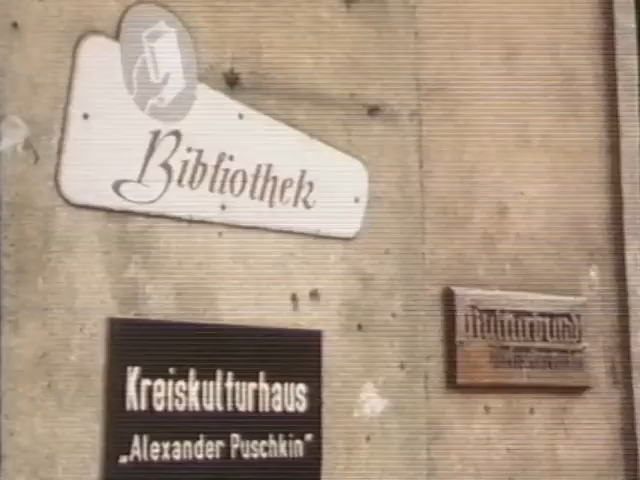 Bibliothek
Kreiskulturhaus
„Alexander Puschkin“